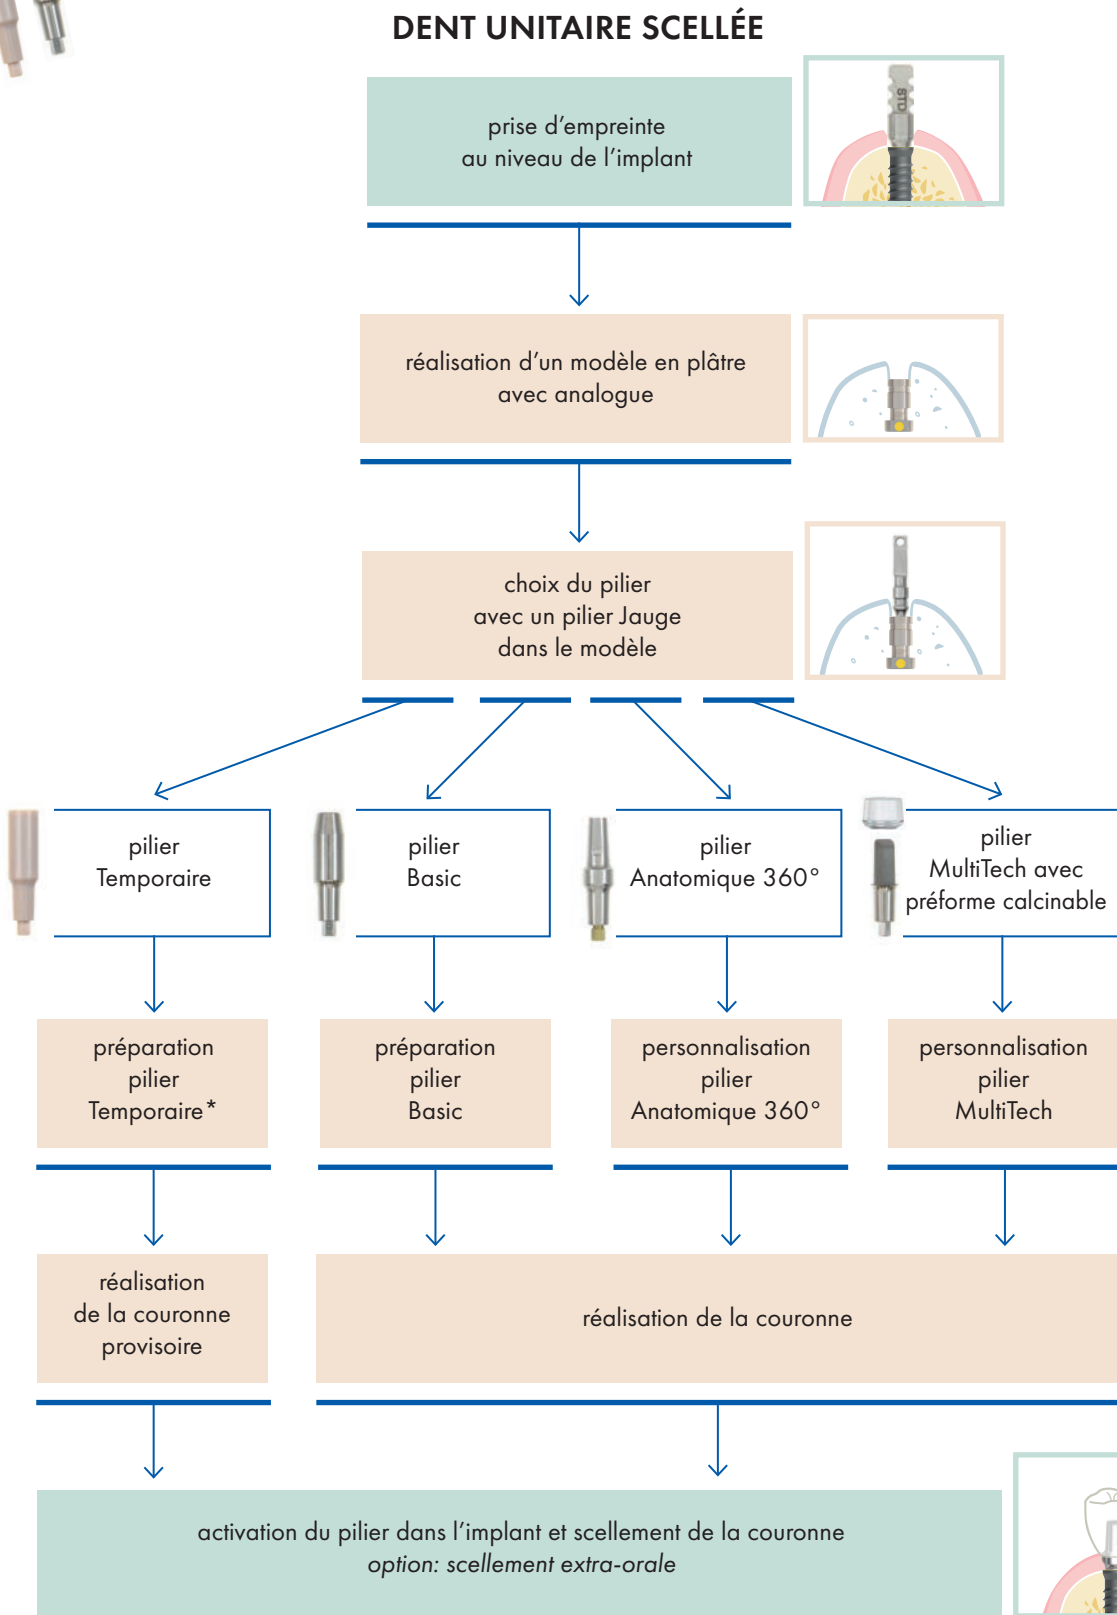 DENT UNITAIRE SCELLÉE
prise d’empreinte
au niveau de l’implant
STD
réalisation d’un modèle en plâtre
avec analogue
choix du pilier
avec un pilier Jauge
dans le modèle
pilier
Temporaire
pilier
Basic
pilier
Anatomique 360°
pilier
MultiTech avec
préforme calcinable
préparation
pilier
Temporaire*
préparation
pilier
Basic
personnalisation
pilier
Anatomique 360°
personnalisation
pilier
MultiTech
réalisation
de la couronne
provisoire
réalisation de la couronne
activation du pilier dans l’implant et scellement de la couronne
option: scellement extra-orale